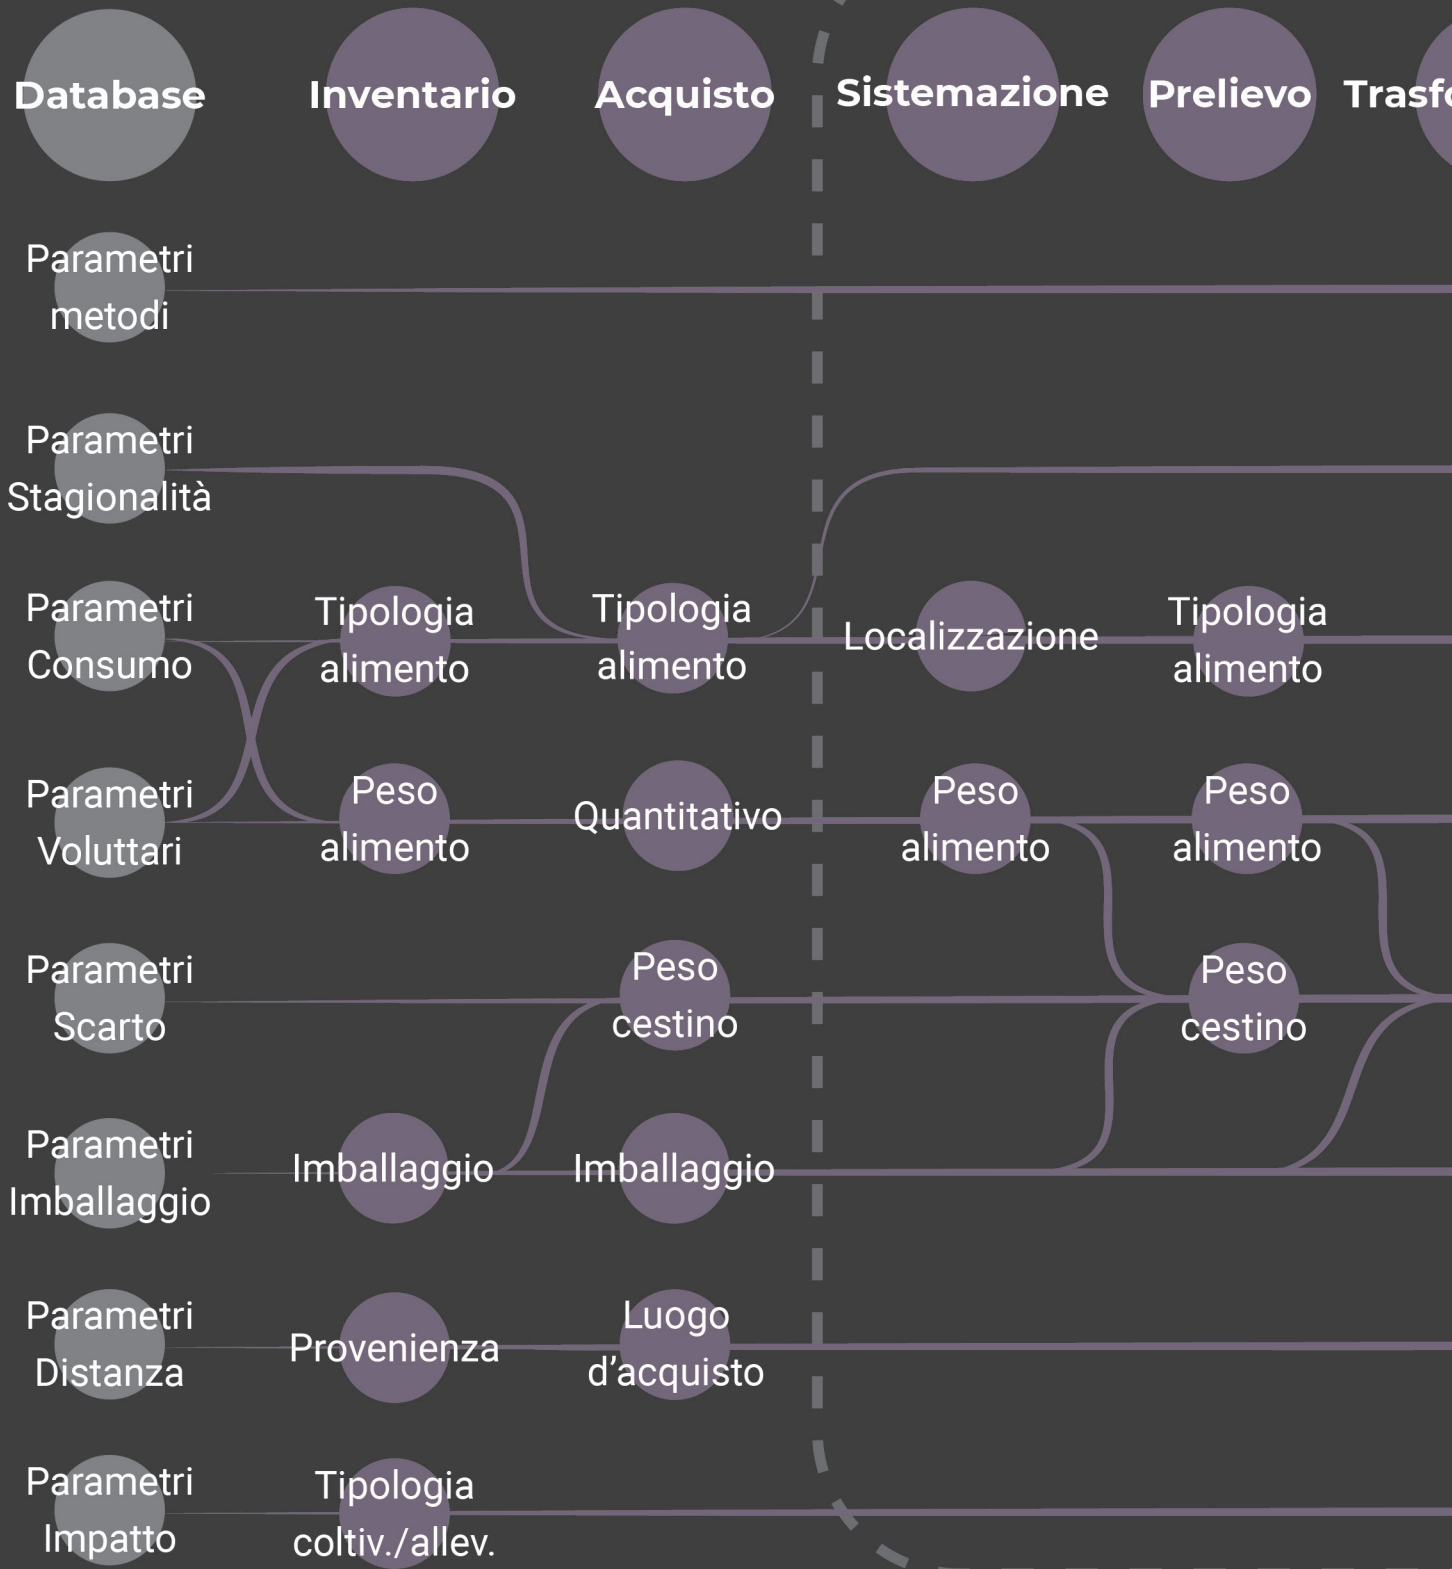 Database
Inventario
Acquisto
Sistemazione
Prelievo
Trasfo
Parametri
metodi
Parametri
Stagionalità
Parametri
Consumo
Tipologia
alimento
Tipologia
alimento
Localizzazione
Tipologia
alimento
Parametri
Voluttari
Peso
alimento
Quantitativo
Peso
alimento
Peso
alimento
Parametri
Scarto
Peso
cestino
Peso
cestino
Parametri
Imballaggio
Imballaggio
Imballaggio
Parametri
Distanza
Provenienza
Luogo
d’acquisto
Parametri
Impatto
Tipologia
coltiv./allev.